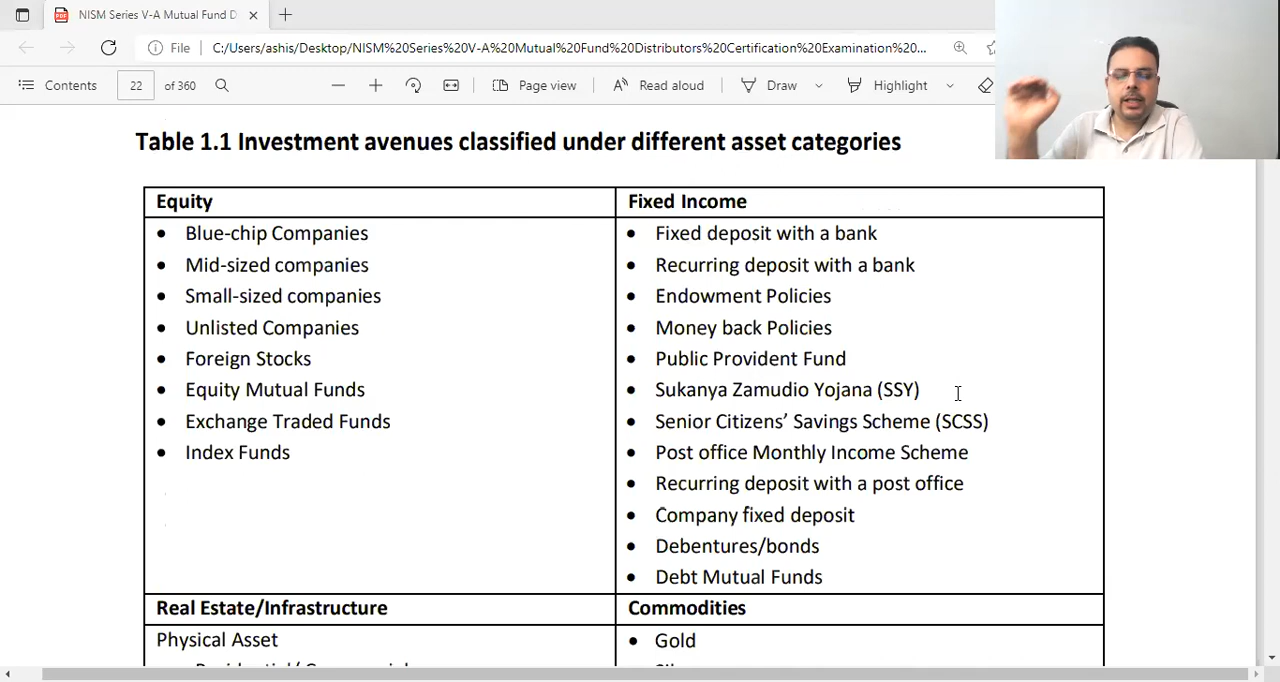 NISM Series V-A Mutual Fund D
File
C:/Users/ashis/Desktop/NISM%20Series%20V-A%20Mutual%20Fund%20Distributors%20Certification%20Examination%20...
Contents
22
of 360
Page view
A Read aloud
Draw
Highlight
Table 1.1 Investment avenues classified under different asset categories
Equity
• Blue-chip Companies
• Mid-sized companies
• Small-sized companies
• Unlisted Companies
• Foreign Stocks
• Equity Mutual Funds
• Exchange Traded Funds
• Index Funds
Fixed Income
• Fixed deposit with a bank
• Recurring deposit with a bank
• Endowment Policies
• Money back Policies
• Public Provident Fund
• Sukanya Zamudio Yojana (SSY)
• Senior Citizens’ Savings Scheme (SCSS)
• Post office Monthly Income Scheme
• Recurring deposit with a post office
• Company fixed deposit
• Debentures/bonds
• Debt Mutual Funds
Real Estate/Infrastructure
Physical Asset
Commodities
• Gold